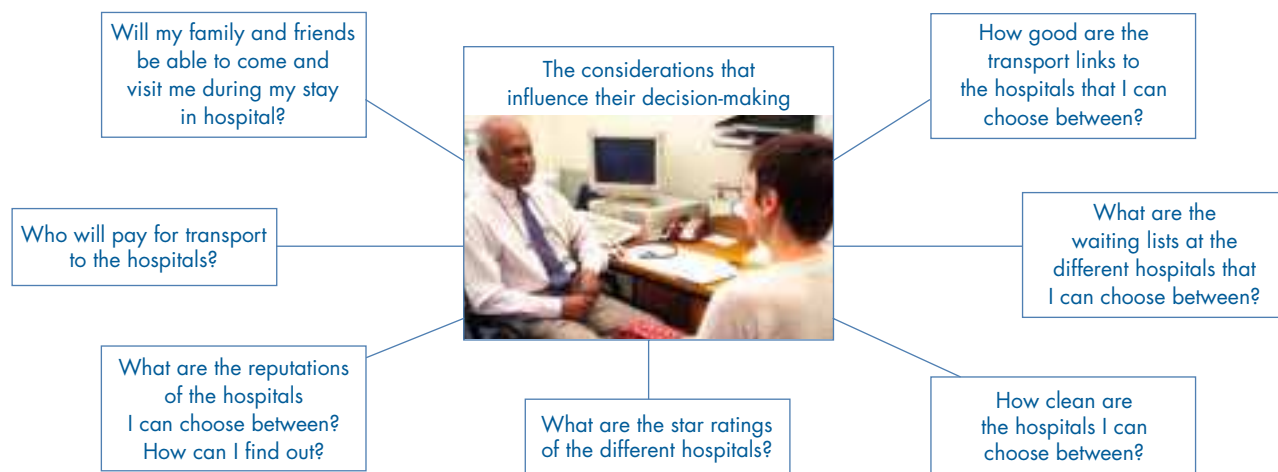 Will my family and friends
be able to come and
visit me during my stay
in hospital?
The considerations that
influence their decision-making
How good are the
transport links to
the hospitals that I can
choose between?
Who will pay for transport
to the hospitals?
What are the
waiting lists at the
different hospitals that
I can choose between?
What are the reputations
of the hospitals
I can choose between?
How can I find out?
What are the star ratings
of the different hospitals?
How clean are
the hospitals I can
choose between?